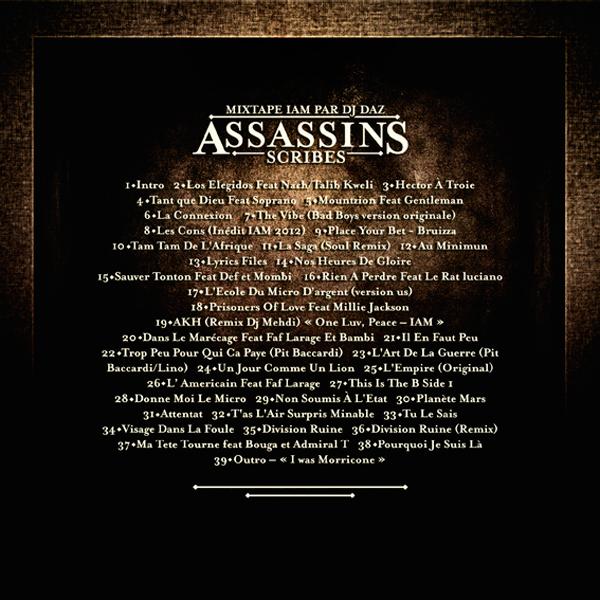 MIXTAPE IAM PAR DJ DAZ
ASSASSINS
SCRIBES
1•Intro 2•Los Elegidos Feat Nach/Talib Kweli 3•Hector À Troie
4•Tant que Dieu Feat Soprano 5•Mountzion Feat Gentleman
6•La Connexion 7•The Vibe (Bad Boys version originale)
8•Les Cons (Inédit IAM 2012) 9•Place Your Bet - Bruizza
10•Tam Tam De L'Afrique 11•La Saga (Soul Remix) 12•Au Minimun
13•Lyrics Files 14•Nos Heures De Gloire
15•Sauver Tonton Feat Def et Mombi 16•Rien A Perdre Feat Le Rat luciano
17•L'Ecole Du Micro D'argent (version us)
18•Prisoners Of Love Feat Millie Jackson
19•AKH (Remix Dj Mehdi) « One Luv, Peace – IAM »
20•Dans Le Marécage Feat Faf Larage Et Bambi 21•Il En Faut Peu
22•Trop Peu Pour Qui Ca Paye (Pit Baccardi) 23•L'Art De La Guerre (Pit
Baccardi/Lino) 24•Un Jour Comme Un Lion 25•L'Empire (Original)
26•L' Americain Feat Faf Larage 27•This Is The B Side 1
28•Donne Moi Le Micro 29•Non Soumis À L'Etat 30•Planète Mars
31•Attentat 32•T'as L'Air Surpris Minable 33•Tu Le Sais
34•Visage Dans La Foule 35•Division Ruine 36•Division Ruine (Remix)
37•Ma Tete Tourne feat Bouga et Admiral T 38•Pourquoi Je Suis Là
39•Outro – « I was Morricone »